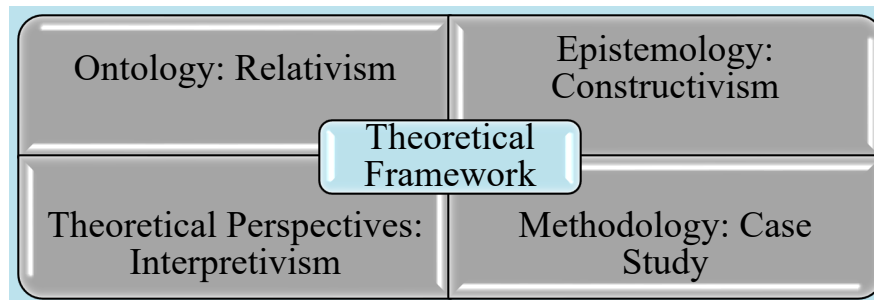 Ontology: Relativism
Epistemology:
Constructivism
Theoretical
Framework
Theoretical Perspectives:
Interpretivism
Methodology: Case
Study